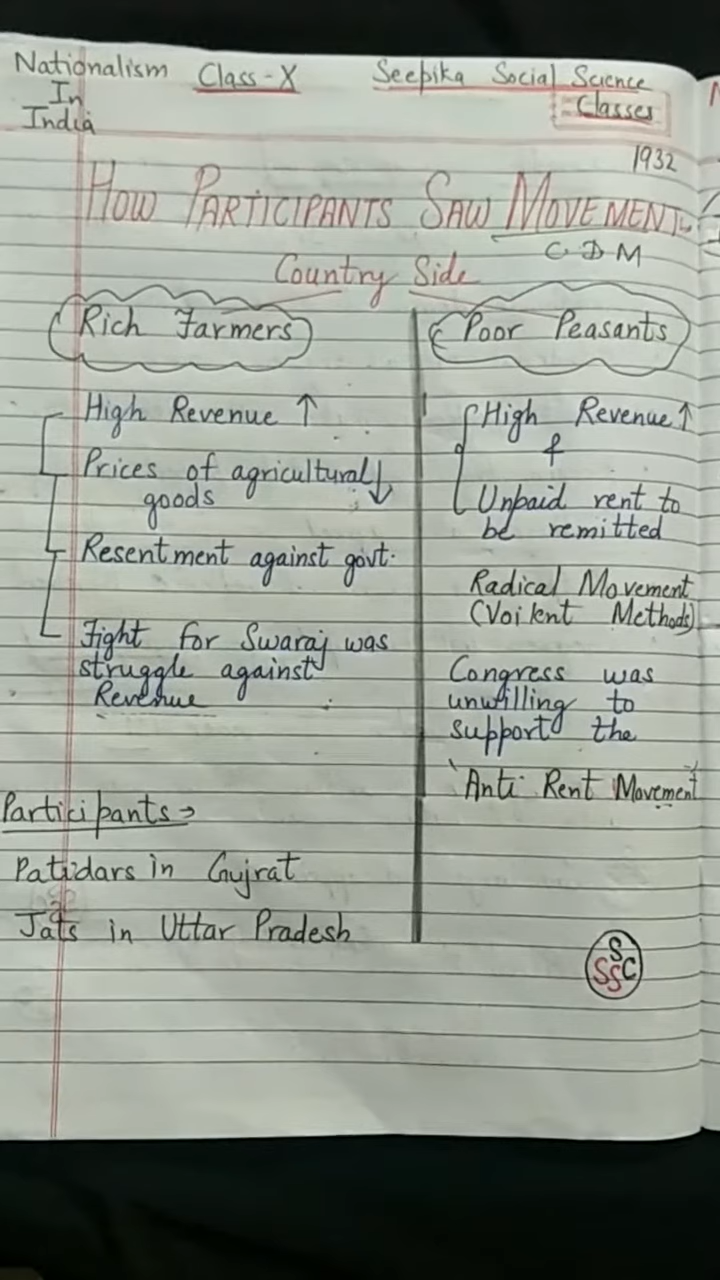 Nationalism Class-X Seepika Social Science
In
India
Classes
1932
HOW PARTICIPANTS SAW MOVEMENT
C D M
Country Side
Rich Farmers
High Revenue ↑
Prices of agricultural ↓
goods
Resentment against govt.
Fight for Swaraj was
struggle against
Revenue
Participants →
Patidars in Gujrat
&
Jats in Uttar Pradesh
Poor Peasants
High Revenue ↑
&
Unpaid rent to
be remitted
Radical Movement
(Voilent Methods)
Congress was
unwilling to
support the
'Anti Rent Movement'
SSSC